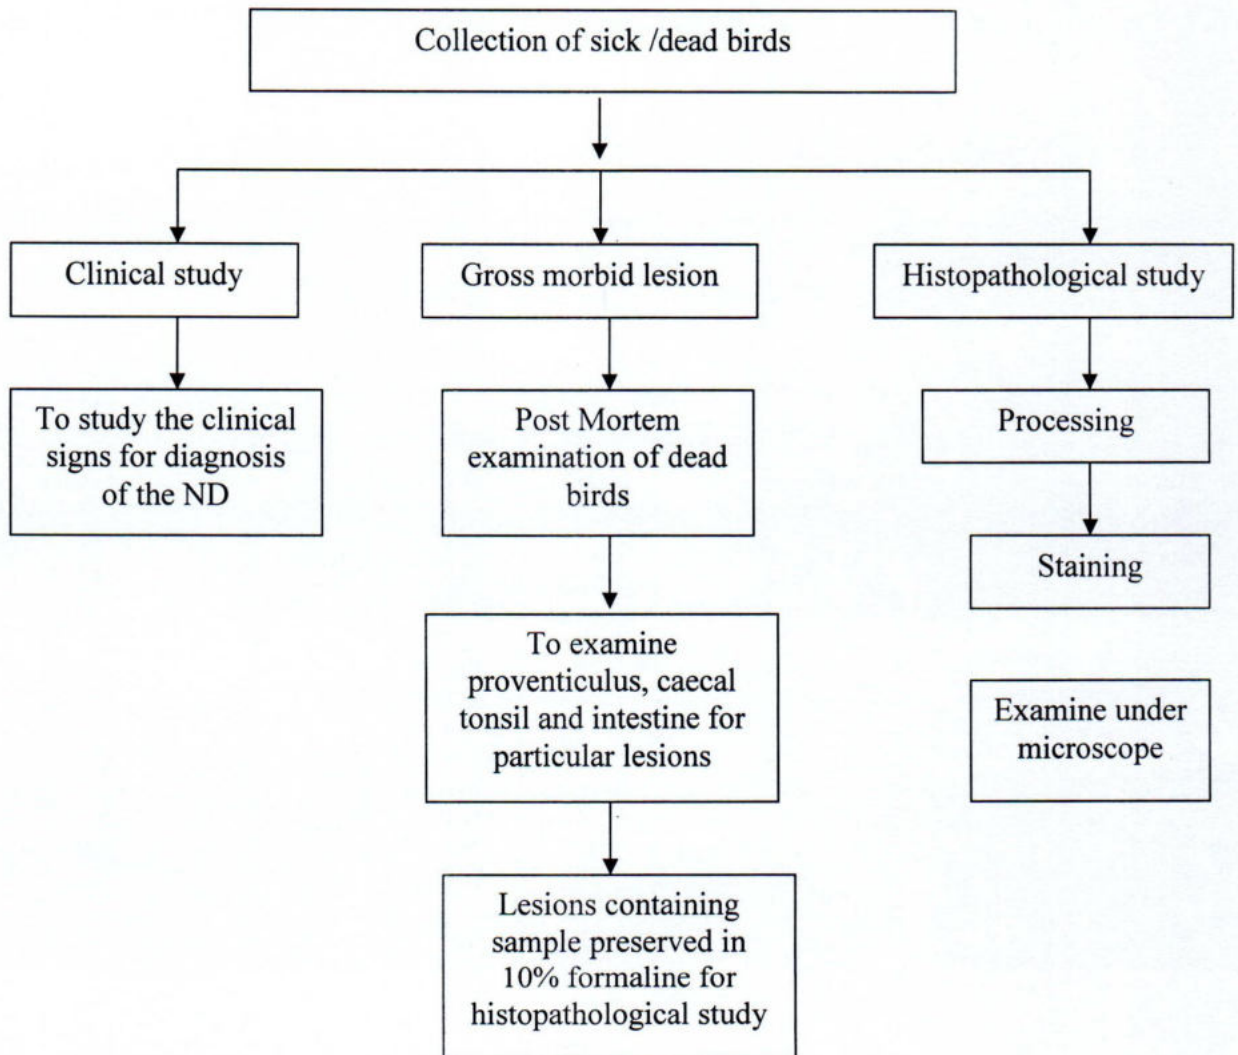 Collection of sick /dead birds
Clinical study
To study the clinical
signs for diagnosis
of the ND
Gross morbid lesion
Post Mortem
examination of dead
birds
To examine
proventiculus, caecal
tonsil and intestine for
particular lesions
Lesions containing
sample preserved in
10% formaline for
histopathological study
Histopathological study
Processing
Staining
Examine under
microscope